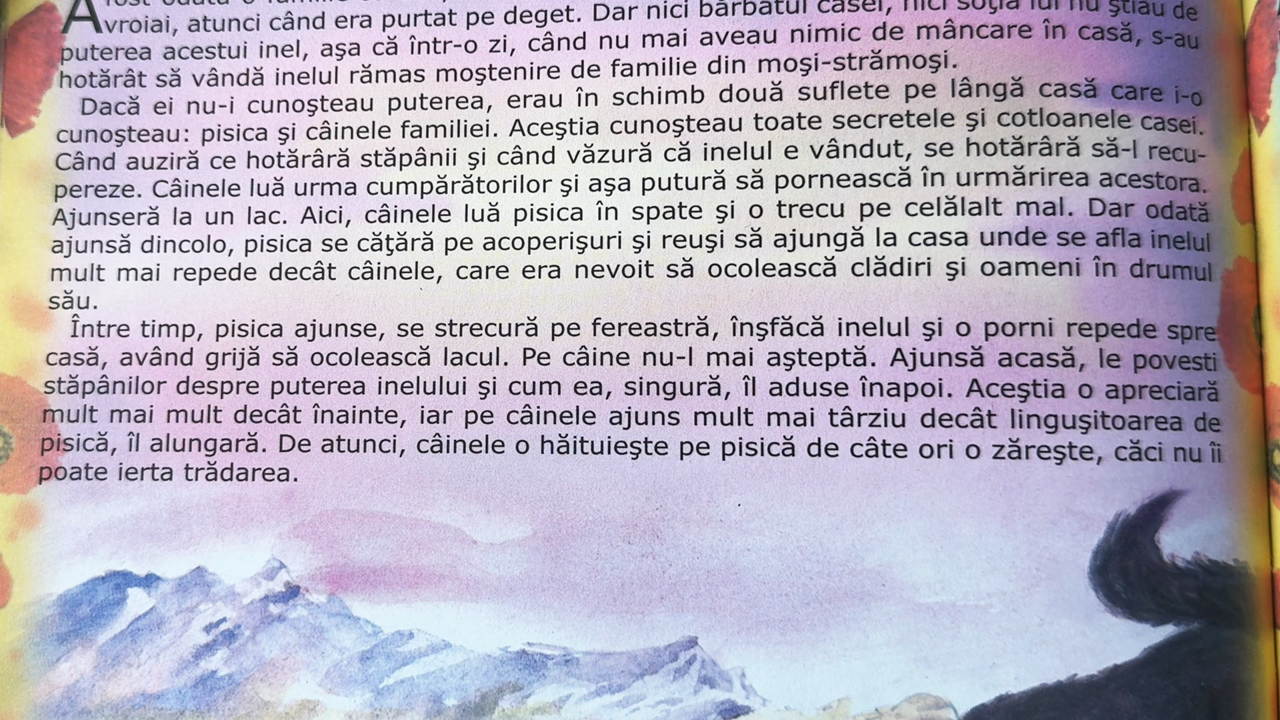 A fost odată o
vroiai, atunci când era purtat pe deget. Dar nici bărbatul casei, nici soţia lui nu ştiau de
puterea acestui inel, aşa că într-o zi, când nu mai aveau nimic de mâncare în casă, s-au
hotărât să vândă inelul rămas moştenire de familie din moşi-strămoşi.
Dacă ei nu-i cunoşteau puterea, erau în schimb două suflete pe lângă casă care i-o
cunoşteau: pisica şi câinele familiei. Aceştia cunoşteau toate secretele şi cotloanele casei.
Când auziră ce hotărâră stăpânii şi când văzură că inelul e vândut, se hotărâră să-l recu-
pereze. Câinele luă urma cumpărătorilor şi aşa putură să pornească în urmărirea acestora.
Ajunseră la un lac. Aici, câinele luă pisica în spate şi o trecu pe celălalt mal. Dar odată
ajunsă dincolo, pisica se căţără pe acoperişuri şi reuşi să ajungă la casa unde se afla inelul
mult mai repede decât câinele, care era nevoit să ocolească clădiri şi oameni în drumul
său.
Între timp, pisica ajunse, se strecură pe fereastră, înşfăcă inelul şi o porni repede spre
casă, având grijă să ocolească lacul. Pe câine nu-l mai aşteptă. Ajunsă acasă, le povesti
stăpânilor despre puterea inelului şi cum ea, singură, îl aduse înapoi. Aceştia o apreciară
mult mai mult decât înainte, iar pe câinele ajuns mult mai târziu decât linguşitoarea de
pisică, îl alungară. De atunci, câinele o hăituieşte pe pisică de câte ori o zăreşte, căci nu îi
poate ierta trădarea.